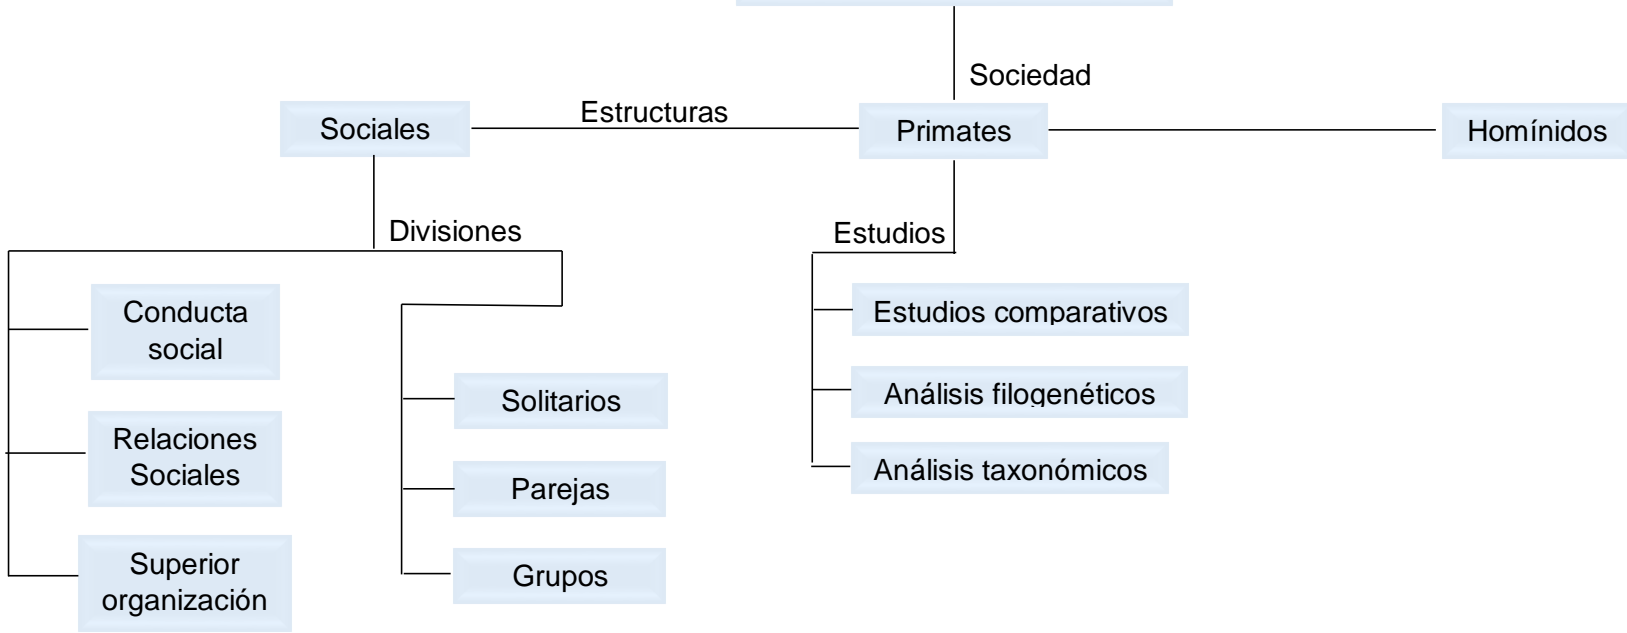 Sociedad
Estructuras
Sociales
Primates
Homínidos
Divisiones
Estudios
Conducta
social
Relaciones
Sociales
Superior
organización
Solitarios
Parejas
Grupos
Estudios comparativos
Análisis filogenéticos
Análisis taxonómicos